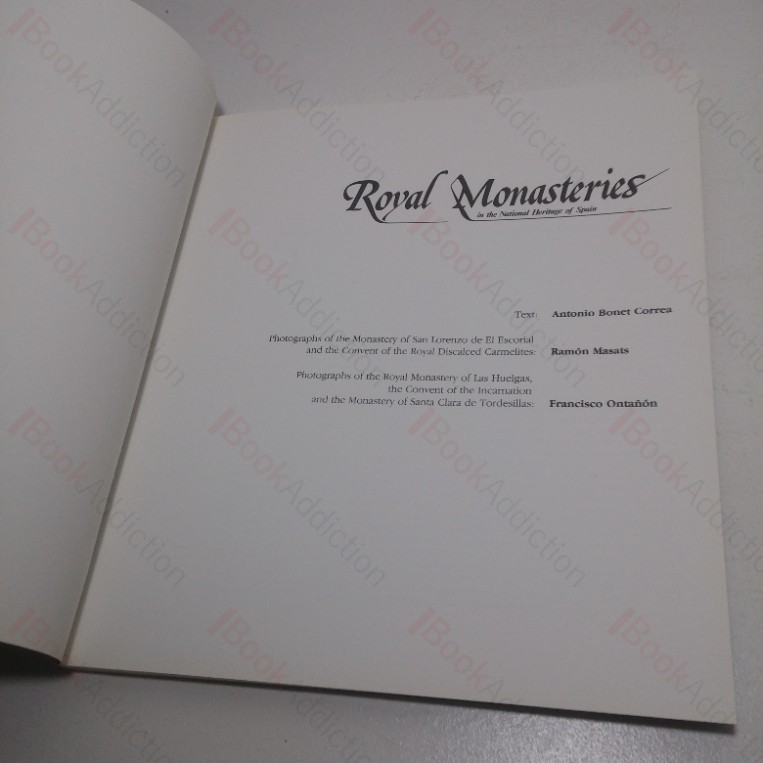 Royal Monasteries
in the National Heritage of Spain
Text: Antonio Bonet Correa
Photographs of the Monastery of San Lorenzo de El Escorial
and the Convent of the Royal Discalced Carmelites: Ramón Masats
Photographs of the Royal Monastery of Las Huelgas,
the Convent of the Incarnation
and the Monastery of Santa Clara de Tordesillas: Francisco Ontañón
BookAddiction